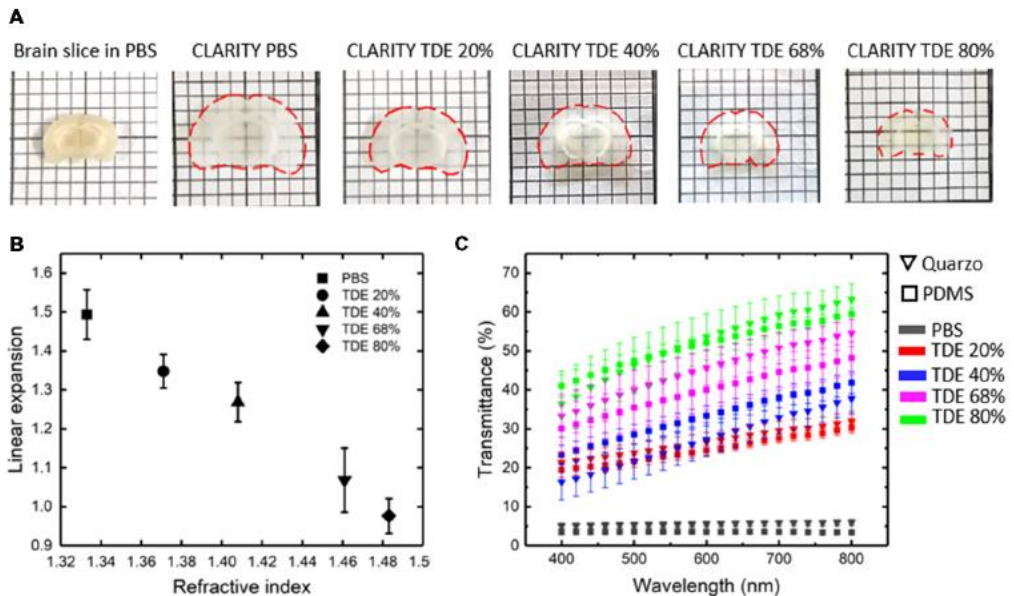 A
Brain slice in PBS CLARITY PBS CLARITY TDE 20% CLARITY TDE 40% CLARITY TDE 68% CLARITY TDE 80%
B
Linear expansion
1.6
1.5
1.4
1.3
1.2
1.1
1.0
0.9
PBS
TDE 20%
TDE 40%
TDE 68%
TDE 80%
1.32 1.34 1.36 1.38 1.40 1.42 1.44 1.46 1.48 1.5
Refractive index
C
Transmittance (%)
70
60
50
40
30
20
10
0
400 500 600 700 800
Wavelength (nm)
Quarzo
PDMS
PBS
TDE 20%
TDE 40%
TDE 68%
TDE 80%